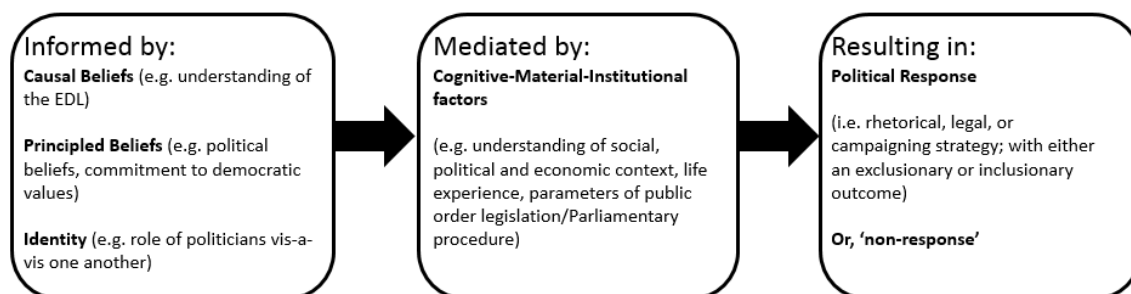 Informed by:
Causal Beliefs (e.g. understanding of
the EDL)
Principled Beliefs (e.g. political
beliefs, commitment to democratic
values)
Identity (e.g. role of politicians vis-a-
vis one another)
Mediated by:
Cognitive-Material-Institutional
factors
(e.g. understanding of social,
political and economic context, life
experience, parameters of public
order legislation/Parliamentary
procedure)
Resulting in:
Political Response
(i.e. rhetorical, legal, or
campaigning strategy; with either
an exclusionary or inclusionary
outcome)
Or, ‘non-response’